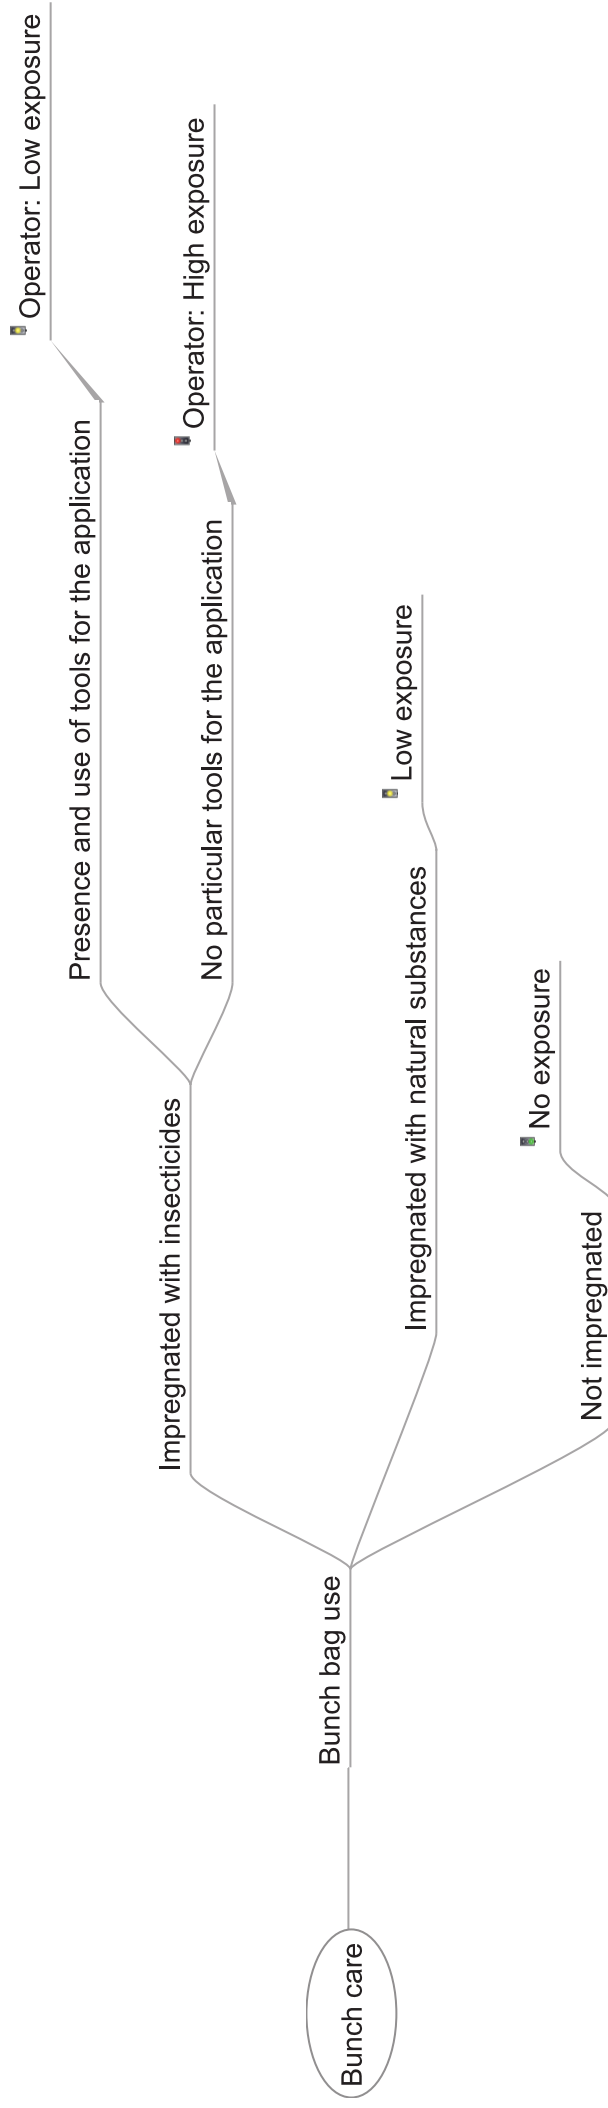 Bunch care
Bunch bag use
Impregnated with insecticides
Presence and use of tools for the application
Operator: Low exposure
No particular tools for the application
Operator: High exposure
Impregnated with natural substances
Low exposure
Not impregnated
No exposure